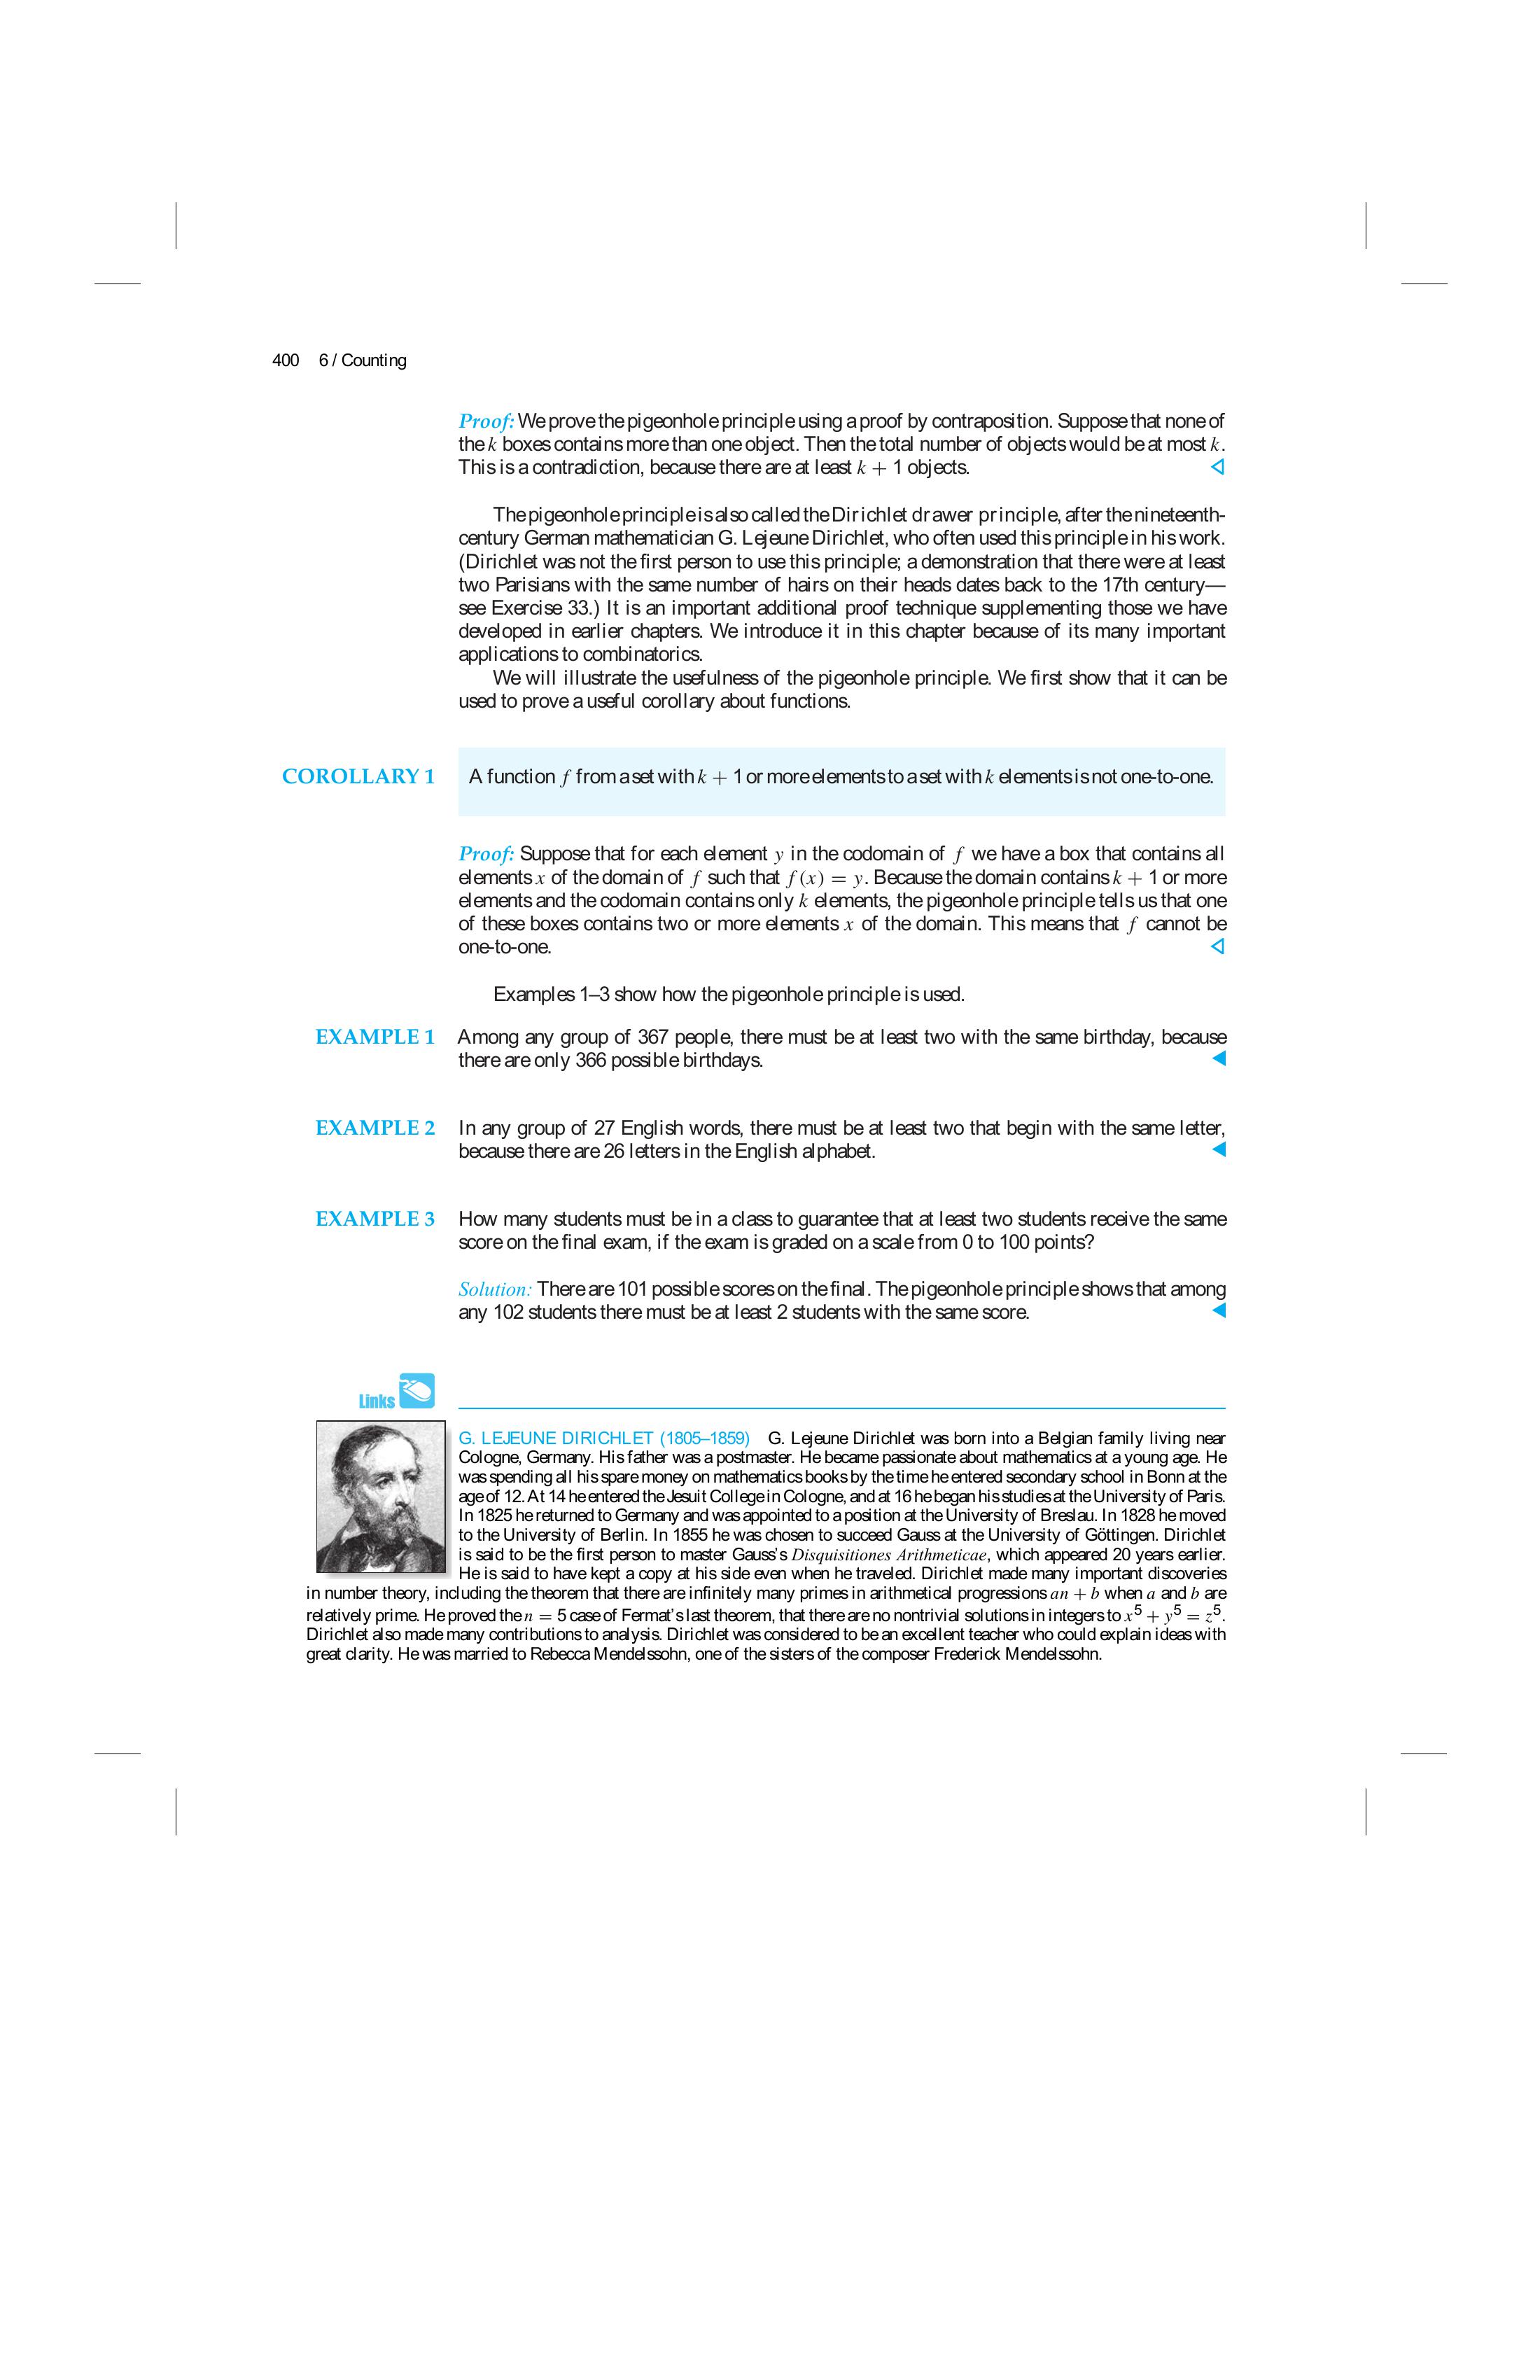 400 6 / Counting
Proof: We prove the pigeonhole principle using a proof by contraposition. Suppose that none of
the k boxes contains more than one object. Then the total number of objects would be at most k.
This is a contradiction, because there are at least k + 1 objects.
The pigeonhole principle is also called the Dirichlet drawer principle, after the nineteenth-
century German mathematician G. Lejeune Dirichlet, who often used this principle in his work.
(Dirichlet was not the first person to use this principle; a demonstration that there were at least
two Parisians with the same number of hairs on their heads dates back to the 17th century—
see Exercise 33.) It is an important additional proof technique supplementing those we have
developed in earlier chapters. We introduce it in this chapter because of its many important
applications to combinatorics.
We will illustrate the usefulness of the pigeonhole principle. We first show that it can be
used to prove a useful corollary about functions.
COROLLARY 1 A function f from a set with k + 1 or more elements to a set with k elements is not one-to-one.
Proof: Suppose that for each element y in the codomain of f we have a box that contains all
elements x of the domain of f such that f(x) = y. Because the domain contains k + 1 or more
elements and the codomain contains only k elements, the pigeonhole principle tells us that one
of these boxes contains two or more elements x of the domain. This means that f cannot be
one-to-one.
Examples 1–3 show how the pigeonhole principle is used.
EXAMPLE 1 Among any group of 367 people, there must be at least two with the same birthday, because
there are only 366 possible birthdays.
EXAMPLE 2 In any group of 27 English words, there must be at least two that begin with the same letter,
because there are 26 letters in the English alphabet.
EXAMPLE 3 How many students must be in a class to guarantee that at least two students receive the same
score on the final exam, if the exam is graded on a scale from 0 to 100 points?
Solution: There are 101 possible scores on the final. The pigeonhole principle shows that among
any 102 students there must be at least 2 students with the same score.
Links
G. LEJEUNE DIRICHLET (1805–1859) G. Lejeune Dirichlet was born into a Belgian family living near
Cologne, Germany. His father was a postmaster. He became passionate about mathematics at a young age. He
was spending all his spare money on mathematics books by the time he entered secondary school in Bonn at the
age of 12. At 14 he entered the Jesuit College in Cologne, and at 16 he began his studies at the University of Paris.
In 1825 he returned to Germany and was appointed to a position at the University of Breslau. In 1828 he moved
to the University of Berlin. In 1855 he was chosen to succeed Gauss at the University of Göttingen. Dirichlet
is said to be the first person to master Gauss's Disquisitiones Arithmeticae, which appeared 20 years earlier.
He is said to have kept a copy at his side even when he traveled. Dirichlet made many important discoveries
in number theory, including the theorem that there are infinitely many primes in arithmetical progressions an + b when a and b are
relatively prime. He proved the n = 5 case of Fermat's last theorem, that there are no nontrivial solutions in integers to x⁵ + y⁵ = z⁵.
Dirichlet also made many contributions to analysis. Dirichlet was considered to be an excellent teacher who could explain ideas with
great clarity. He was married to Rebecca Mendelssohn, one of the sisters of the composer Frederick Mendelssohn.